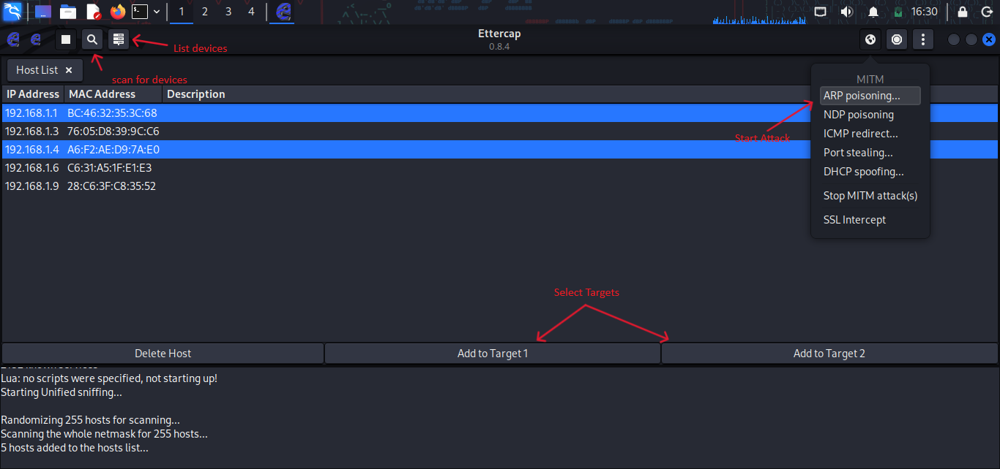 1 2 3 4 16:30
Ettercap
0.8.4
List devices
scan for devices
Host List ×
IP Address MAC Address Description
192.168.1.1 BC:46:32:35:3C:68
192.168.1.3 76:05:D8:39:9C:C6
192.168.1.4 A6:F2:AE:D9:7A:E0
192.168.1.6 C6:31:A5:1F:E1:E3
192.168.1.9 28:C6:3F:C8:35:52
MITM
ARP poisoning...
NDP poisoning
ICMP redirect...
Port stealing...
DHCP spoofing...
Stop MITM attack(s)
SSL Intercept
Start Attack
Select Targets
Delete Host Add to Target 1 Add to Target 2
known services
Lua: no scripts were specified, not starting up!
Starting Unified sniffing...
Randomizing 255 hosts for scanning...
Scanning the whole netmask for 255 hosts...
5 hosts added to the hosts list...